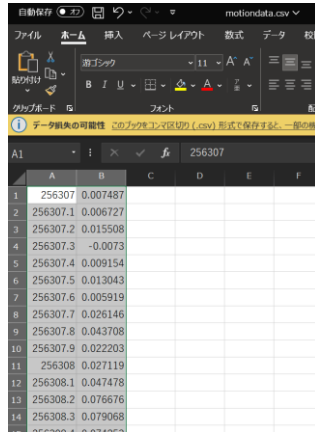 自動保存 オフ motiondata.csv
ファイル ホーム 挿入 ページ レイアウト 数式 データ
貼り付け 游ゴシック 11 A A
B I U A
クリップボード フォント
データ損失の可能性 このブックをコンマ区切り (.csv) 形式で保存すると、一部の機
A1 fx 256307
A B C D E F
1 256307 0.007487
2 256307.1 0.006727
3 256307.2 0.015508
4 256307.3 -0.0073
5 256307.4 0.009154
6 256307.5 0.013043
7 256307.6 0.005919
8 256307.7 0.026146
9 256307.8 0.043708
10 256307.9 0.022203
11 256308 0.027119
12 256308.1 0.047478
13 256308.2 0.076676
14 256308.3 0.079068